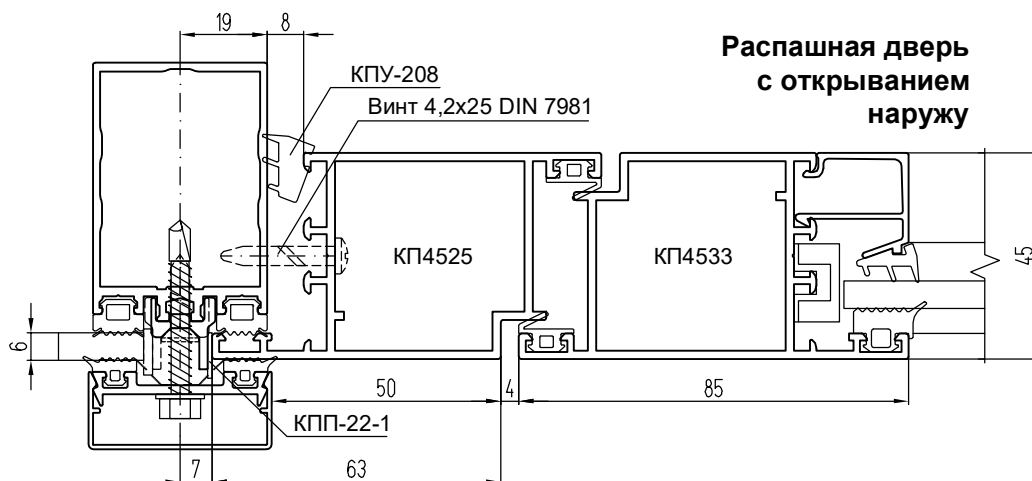 19
8
Распашная дверь
с открыванием
наружу
КПУ-208
Винт 4,2x25 DIN 7981
КП4525
КП4533
45
6
50
4
85
КПП-22-1
7
63